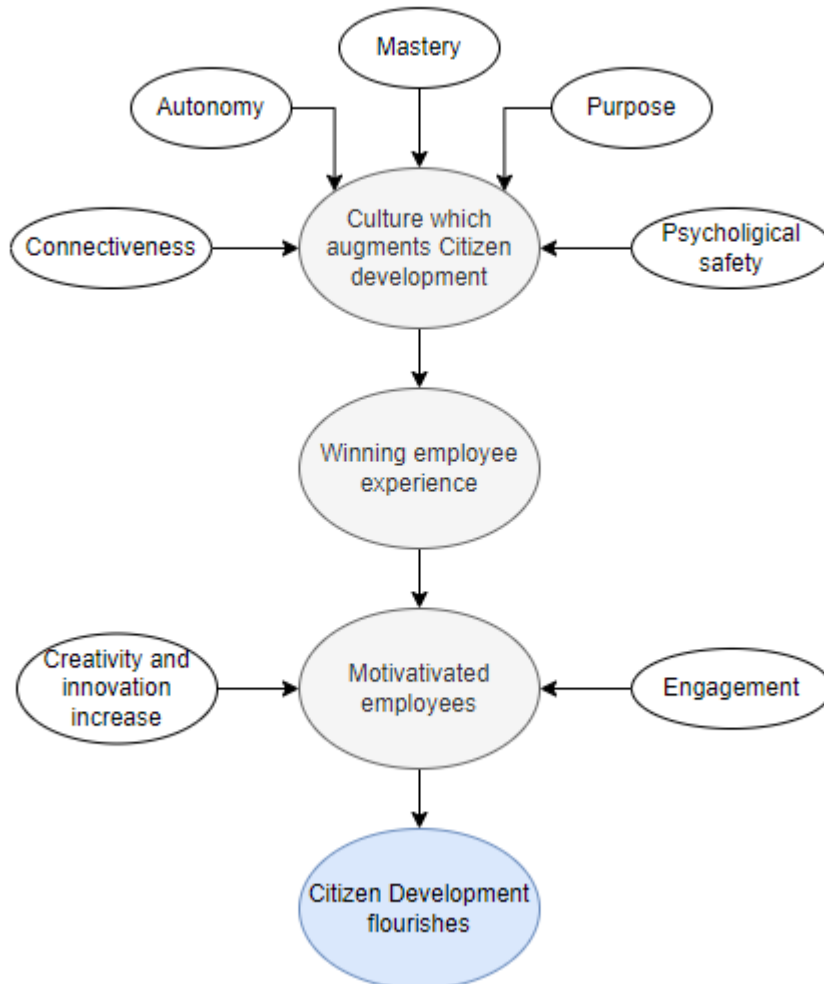 Mastery
Autonomy
Purpose
Culture which
augments Citizen
development
Connectiveness
Psycholigical
safety
Winning employee
experience
Creativity and
innovation
increase
Motivativated
employees
Engagement
Citizen Development
flourishes